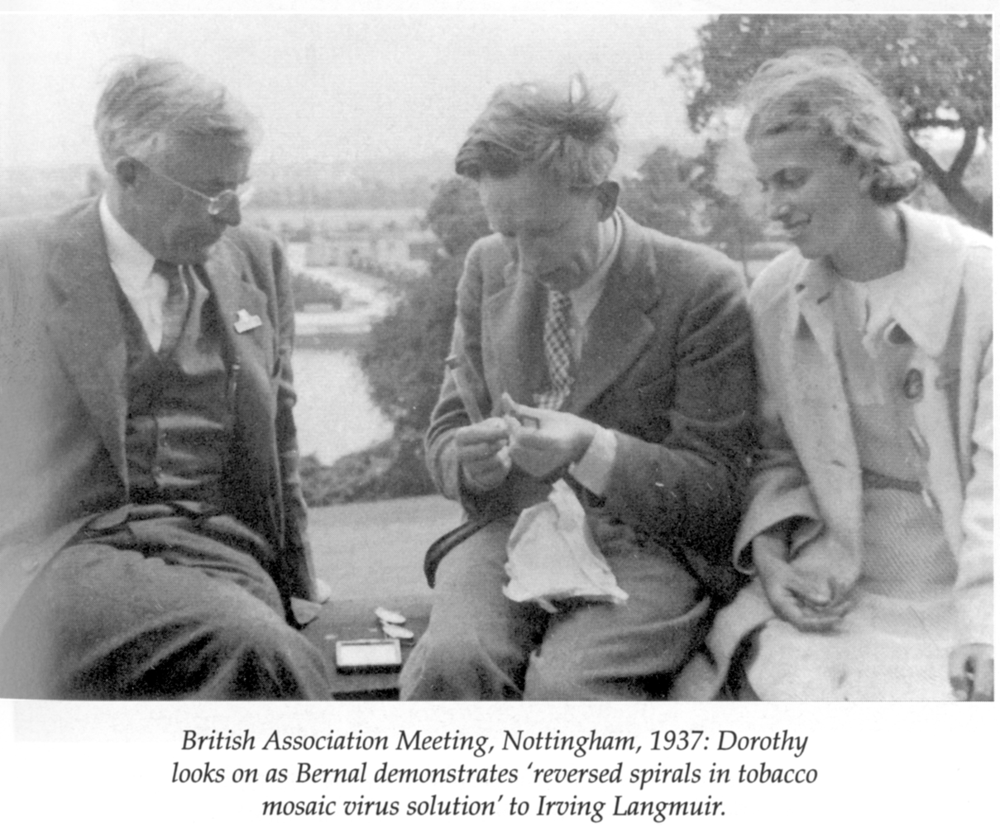 British Association Meeting, Nottingham, 1937: Dorothy
looks on as Bernal demonstrates ‘reversed spirals in tobacco
mosaic virus solution’ to Irving Langmuir.